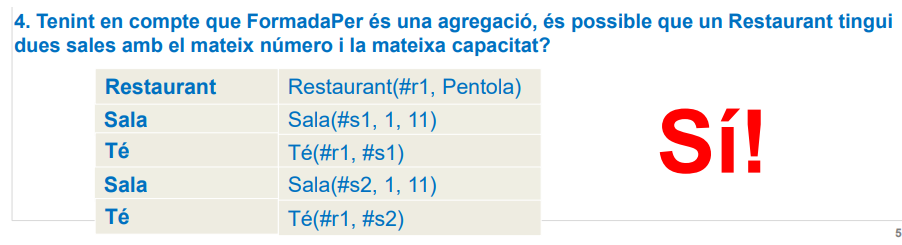 4. Tenint en compte que FormadaPer és una agregació, és possible que un Restaurant tingui
dues sales amb el mateix número i la mateixa capacitat?
Restaurant Restaurant(#r1, Pentola)
Sala Sala(#s1, 1, 11)
Té Té(#r1, #s1)
Sala Sala(#s2, 1, 11)
Té Té(#r1, #s2)
Sí!
5